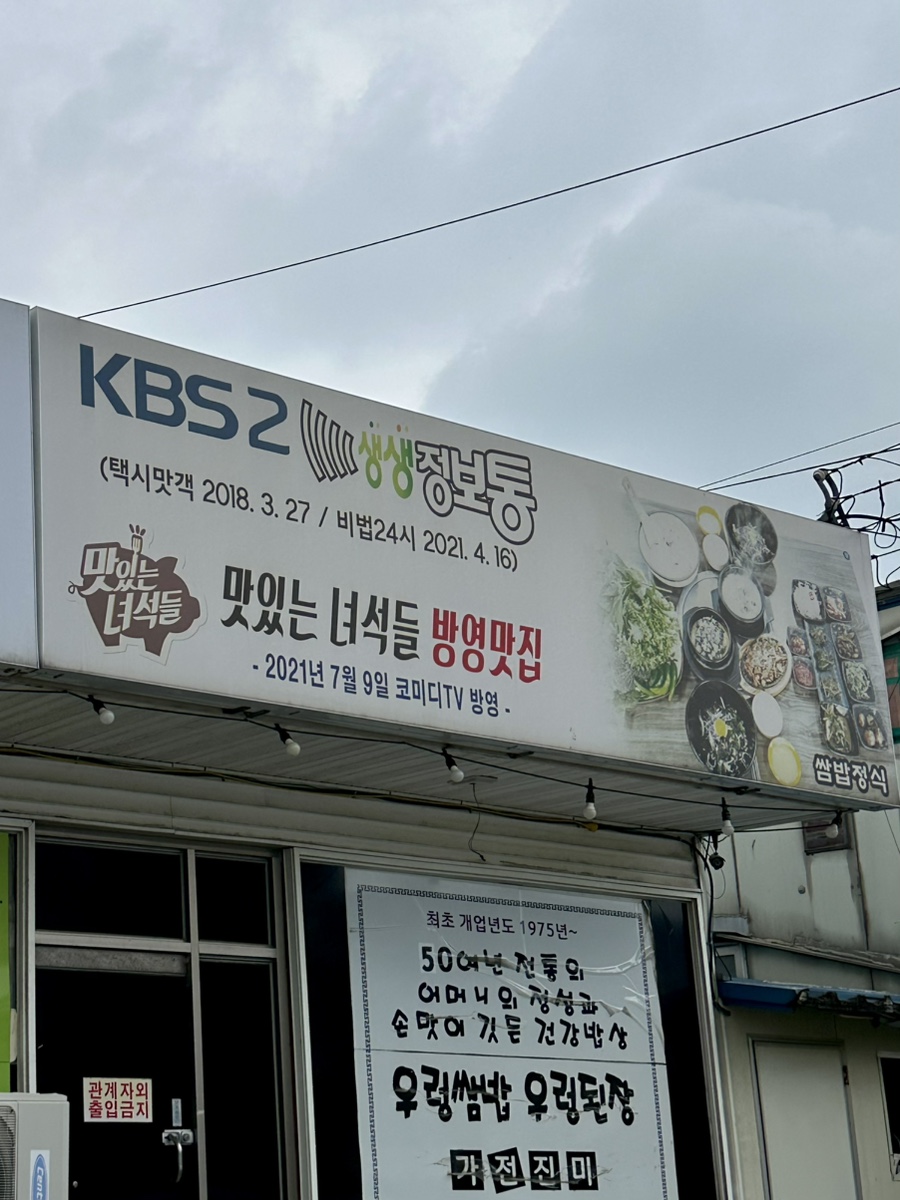 KBS 2 생생정보통
(택시맛객 2018. 3. 27 / 비법24시 2021. 4. 16)
맛있는
녀석들
맛있는 녀석들 방영맛집
- 2021년 7월 9일 코미디TV 방영 -
쌈밥정식
최초 개업년도 1975년~
50여년 전통의
어머니의 정성과
손맛이 깃든 건강밥상
우렁쌈밥 우렁된장
가전진미
관계자외
출입금지